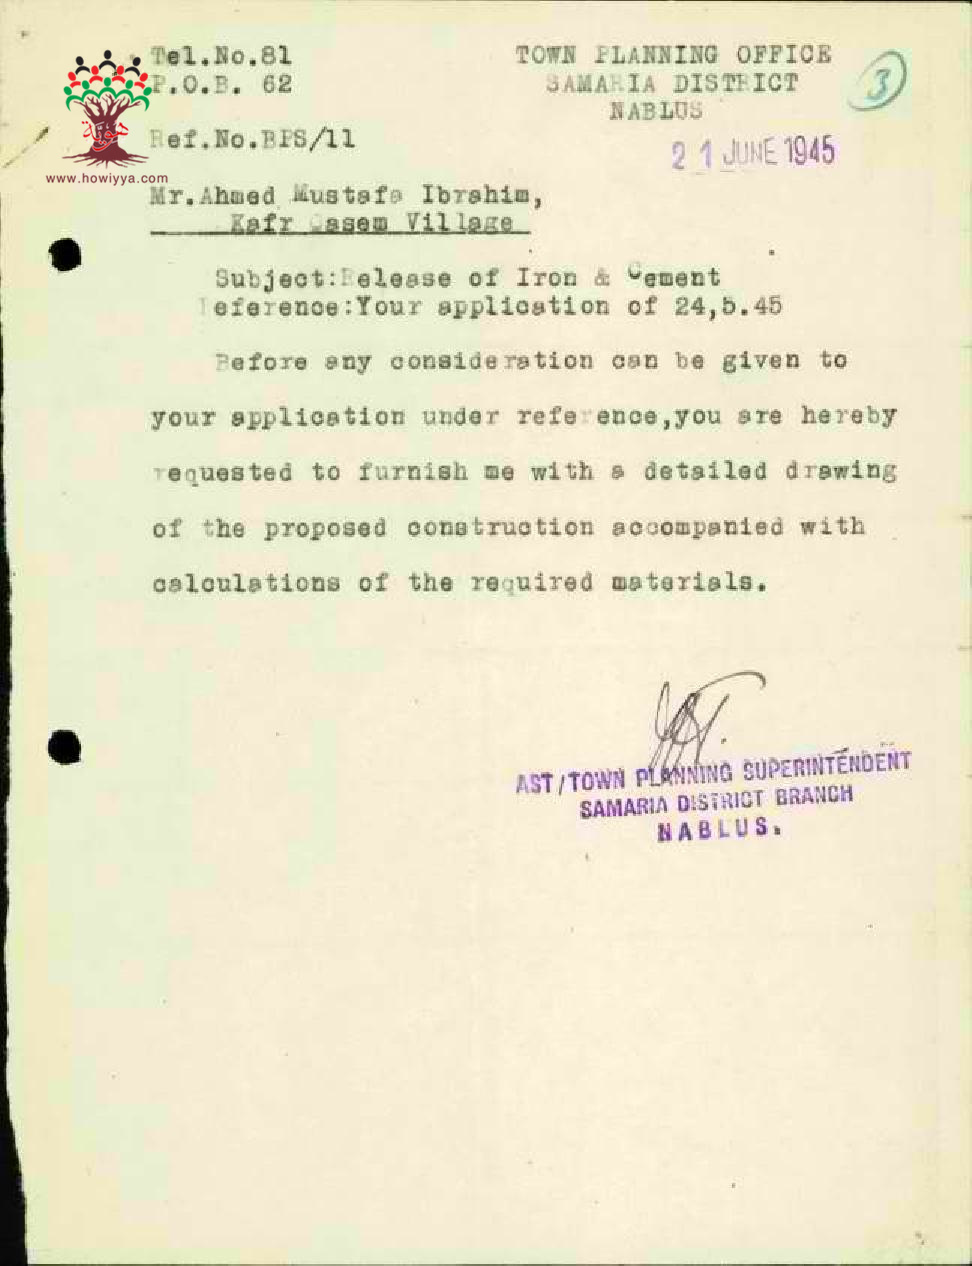 Tel.No.81
P.O.B. 62
TOWN PLANNING OFFICE
SAMARIA DISTRICT
NABLUS
3
Ref.No.BPS/11
21 JUNE 1945
www.howiyya.com
Mr.Ahmed Mustafa Ibrahim,
Kafr Qasem Village
Subject:Release of Iron & Cement
Reference:Your application of 24,5.45
Before any consideration can be given to
your application under reference,you are hereby
requested to furnish me with a detailed drawing
of the proposed construction accompanied with
calculations of the required materials.
AST/TOWN PLANNING SUPERINTENDENT
SAMARIA DISTRICT BRANCH
NABLUS.